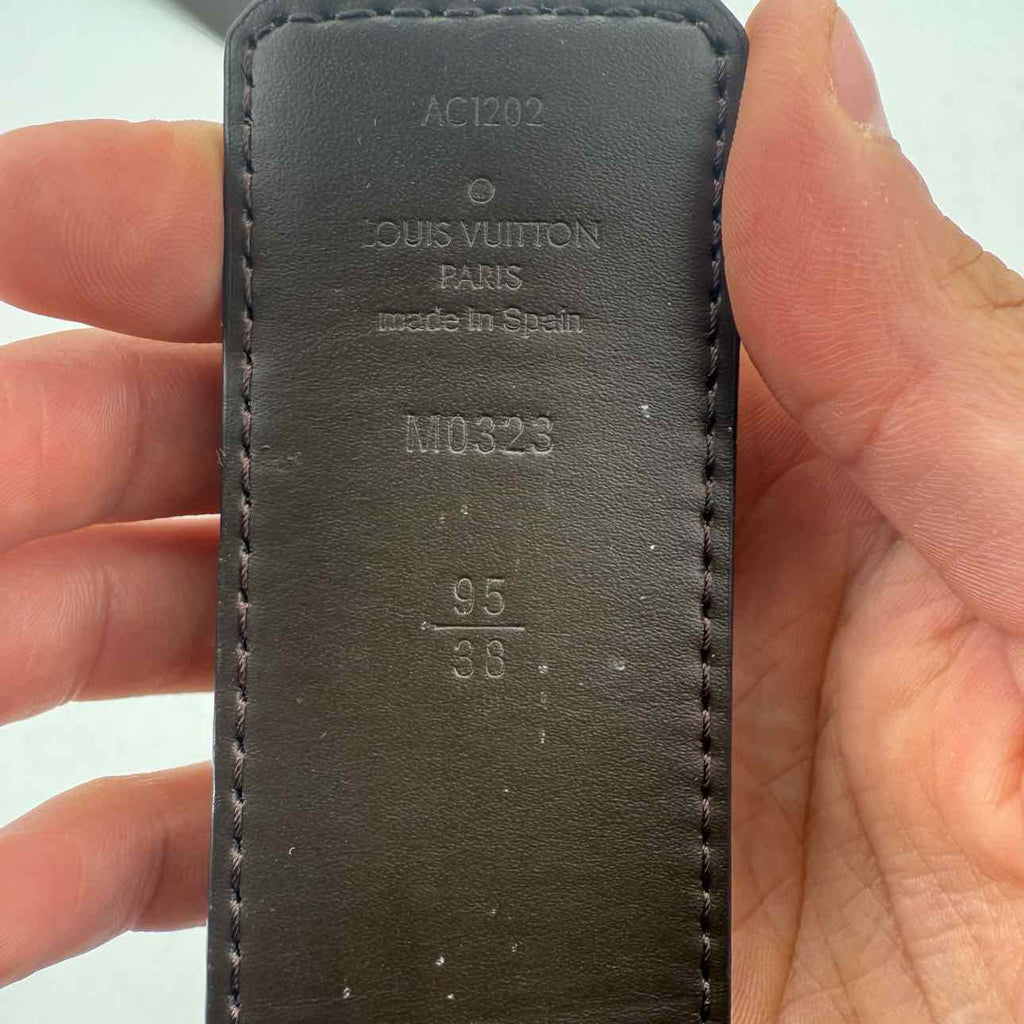 AC1202
R
LOUIS VUITTON
PARIS
made in Spain
M0323
95
38